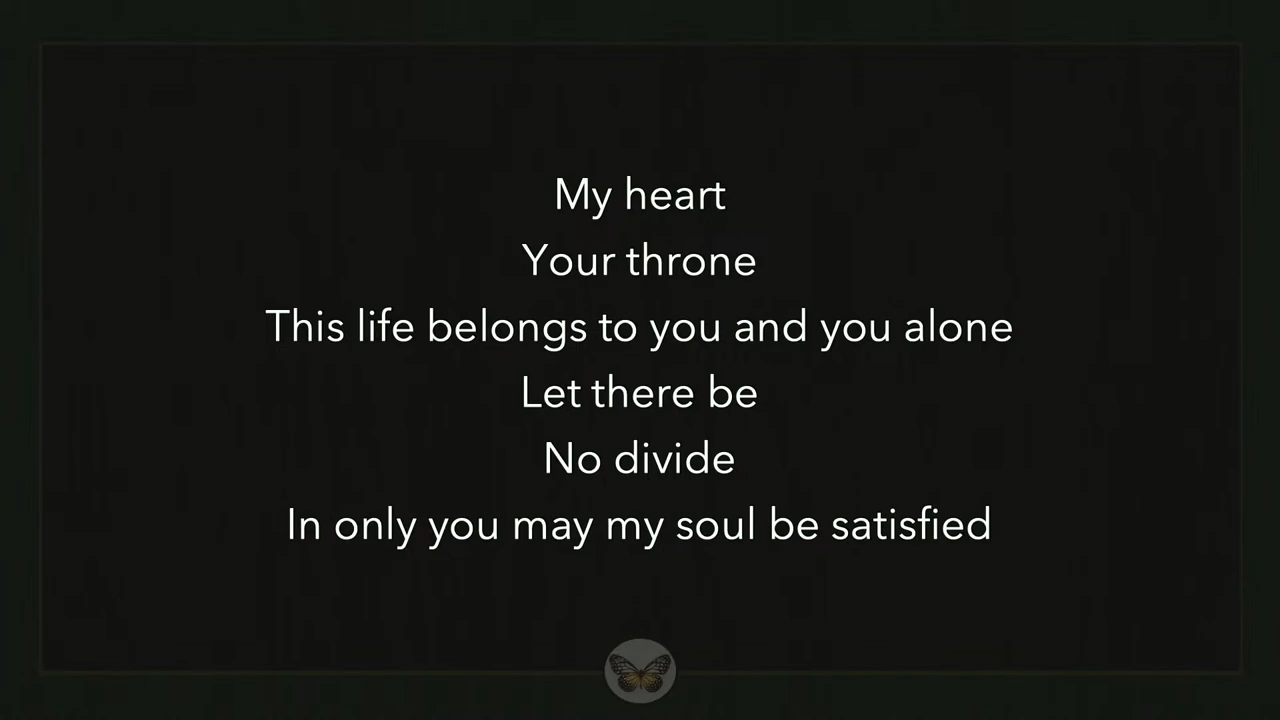 My heart
Your throne
This life belongs to you and you alone
Let there be
No divide
In only you may my soul be satisfied